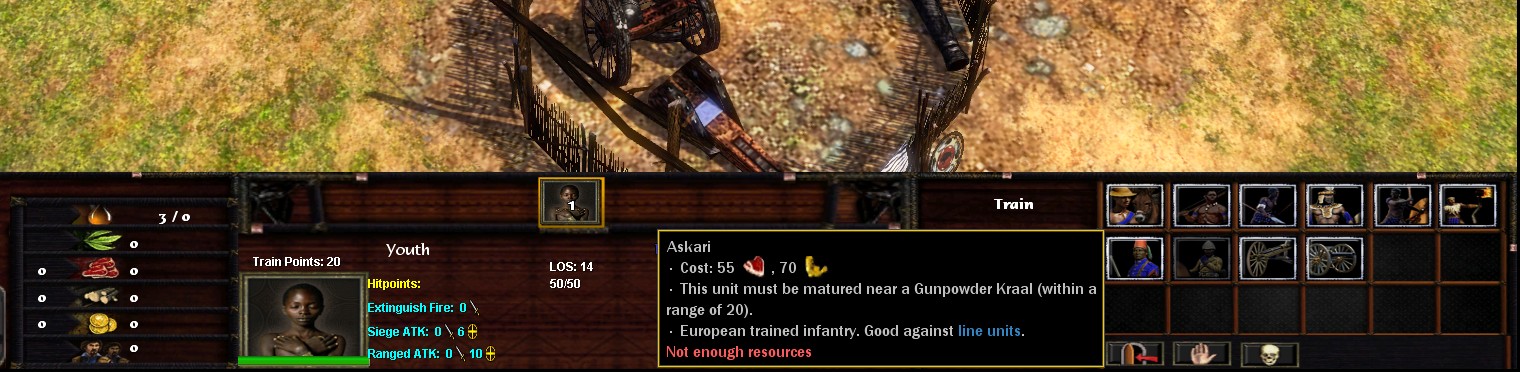 1
Train
3 / 0
0
0 0
0 0
0 0
0
Youth
Train Points: 20
LOS: 14
Hitpoints: 50/50
Extinguish Fire: 0
Siege ATK: 0 6
Ranged ATK: 0 10
Askari
· Cost: 55 , 70
· This unit must be matured near a Gunpowder Kraal (within a
range of 20).
· European trained infantry. Good against line units.
Not enough resources